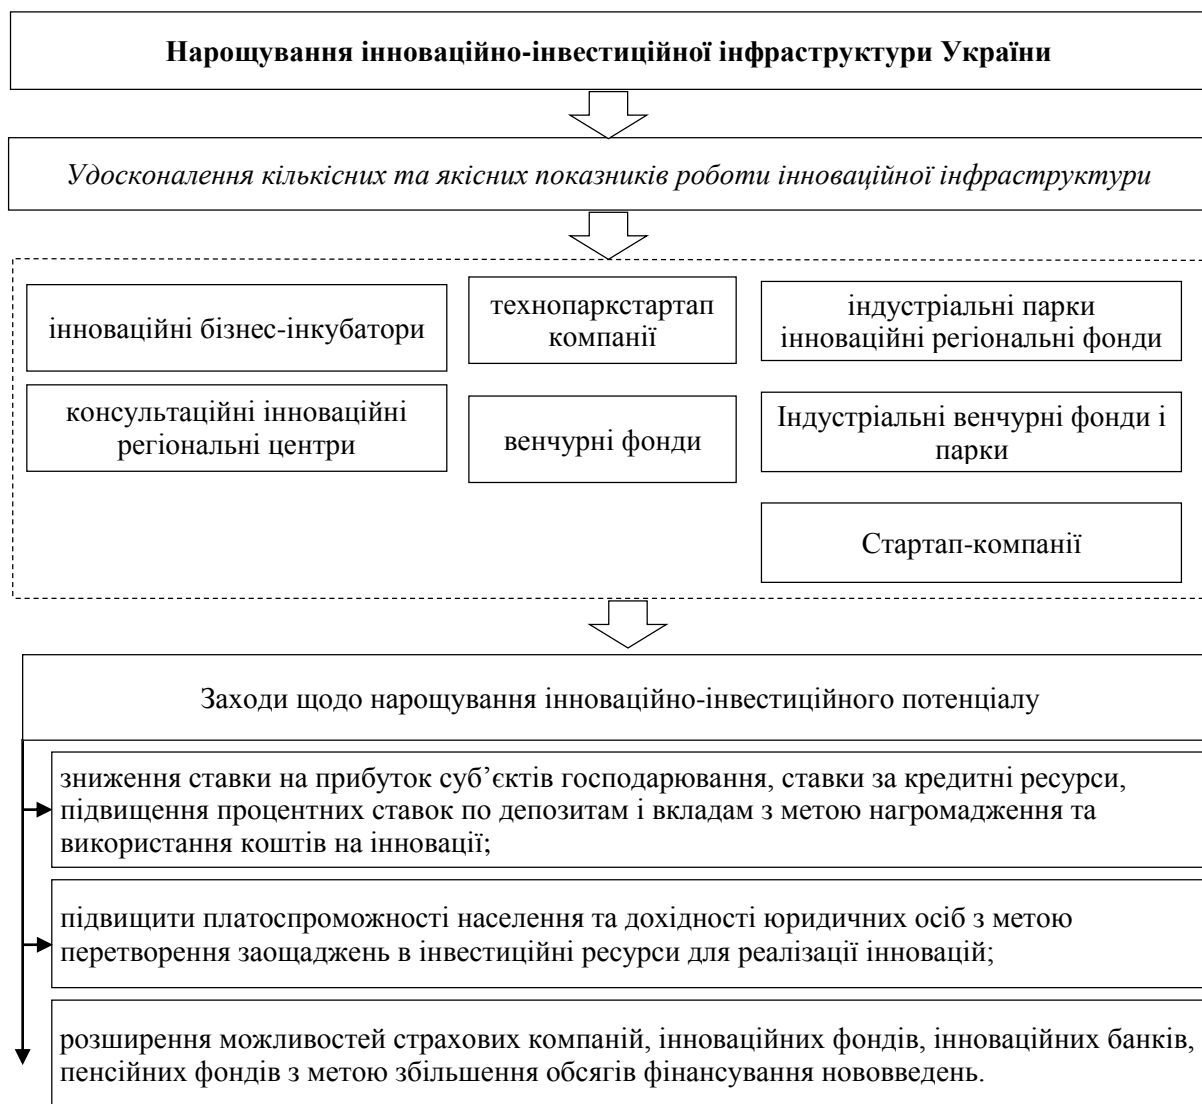 Нарощування інноваційно-інвестиційної інфраструктури України
Удосконалення кількісних та якісних показників роботи інноваційної інфраструктури
інноваційні бізнес-інкубатори
технопаркстартап
компанії
індустріальні парки
інноваційні регіональні фонди
консультаційні інноваційні
регіональні центри
венчурні фонди
Індустріальні венчурні фонди і
парки
Стартап-компанії
Заходи щодо нарощування інноваційно-інвестиційного потенціалу
зниження ставки на прибуток суб’єктів господарювання, ставки за кредитні ресурси,
підвищення процентних ставок по депозитам і вкладам з метою нагромадження та
використання коштів на інновації;
підвищити платоспроможності населення та дохідності юридичних осіб з метою
перетворення заощаджень в інвестиційні ресурси для реалізації інновацій;
розширення можливостей страхових компаній, інноваційних фондів, інноваційних банків,
пенсійних фондів з метою збільшення обсягів фінансування нововведень.